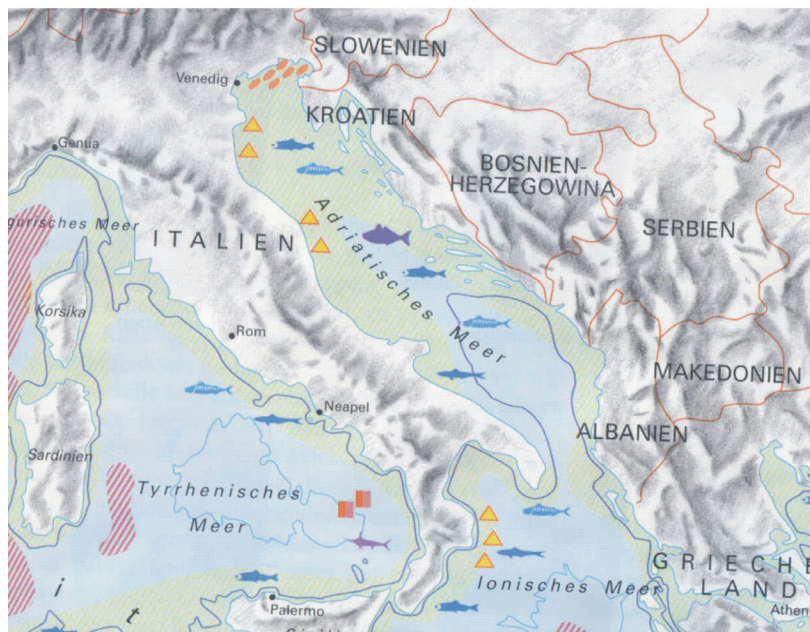 SLOWENIEN
Venedig
KROATIEN
Genua
BOSNIEN-
HERZEGOWINA
gurisches Meer
ITALIEN
Adriatisches Meer
SERBIEN
Korsika
Rom
MAKEDONIEN
Neapel
ALBANIEN
Sardinien
Tyrrhenisches
Meer
GRIECHE
LAND
Ionisches Meer
i t
Palermo
Athen